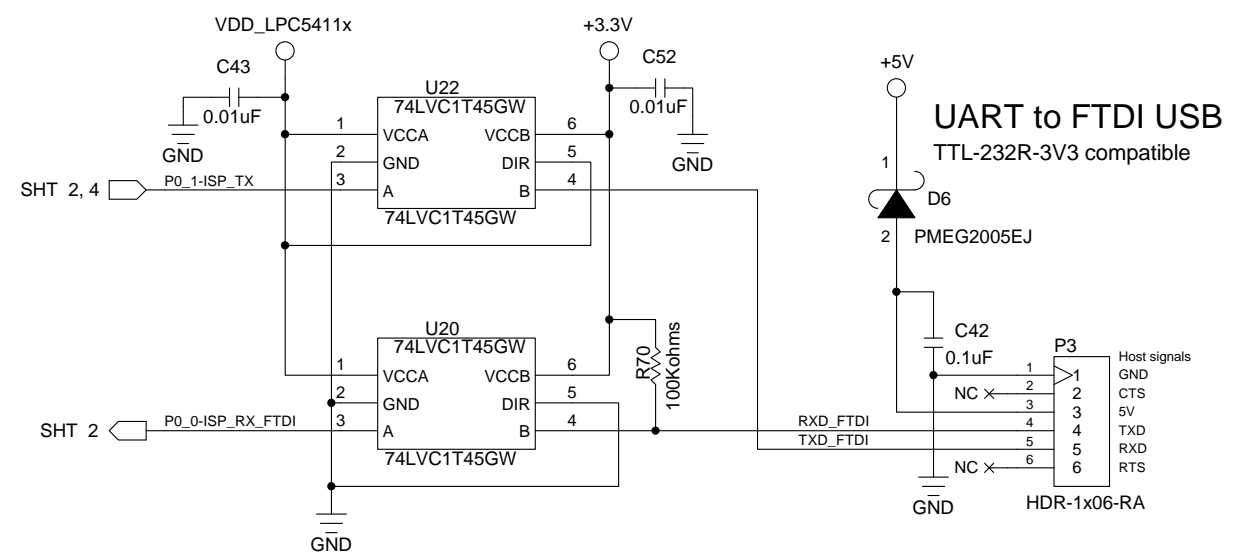 VDD_LPC5411x
+3.3V
C43
0.01uF
GND
C52
0.01uF
GND
U22
74LVC1T45GW
1 VCCA VCCB 6
2 GND DIR 5
3 A B 4
74LVC1T45GW
SHT 2, 4
P0_1-ISP_TX
+5V
UART to FTDI USB
TTL-232R-3V3 compatible
1
D6
2
PMEG2005EJ
U20
74LVC1T45GW
1 VCCA VCCB 6
2 GND DIR 5
3 A B 4
74LVC1T45GW
SHT 2
P0_0-ISP_RX_FTDI
R70
100Kohms
GND
RXD_FTDI
TXD_FTDI
C42
0.1uF
GND
P3
Host signals
1 1 GND
NC 2 2 CTS
3 3 5V
4 4 TXD
5 5 RXD
NC 6 6 RTS
HDR-1x06-RA